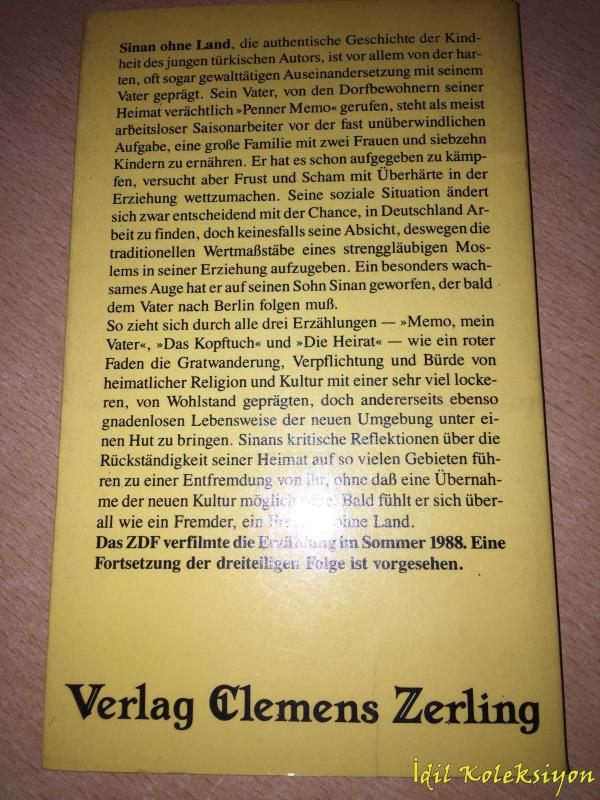 Sinan ohne Land, die authentische Geschichte der Kind-
heit des jungen türkischen Autors, ist vor allem von der har-
ten, oft sogar gewalttätigen Auseinandersetzung mit seinem
Vater geprägt. Sein Vater, von den Dorfbewohnern seiner
Heimat verächtlich »Penner Memo« gerufen, steht als meist
arbeitsloser Saisonarbeiter vor der fast unüberwindlichen
Aufgabe, eine große Familie mit zwei Frauen und siebzehn
Kindern zu ernähren. Er hat es schon aufgegeben zu kämp-
fen, versucht aber Frust und Scham mit Überhärte in der
Erziehung wettzumachen. Seine soziale Situation ändert
sich zwar entscheidend mit der Chance, in Deutschland Ar-
beit zu finden, doch keinesfalls seine Absicht, deswegen die
traditionellen Wertmaßstäbe eines strenggläubigen Mos-
lems in seiner Erziehung aufzugeben. Ein besonders wach-
sames Auge hat er auf seinen Sohn Sinan geworfen, der bald
dem Vater nach Berlin folgen muß.
So zieht sich durch alle drei Erzählungen — »Memo, mein
Vater«, »Das Kopftuch« und »Die Heirat« — wie ein roter
Faden die Gratwanderung, Verpflichtung und Bürde von
heimatlicher Religion und Kultur mit einer sehr viel locke-
ren, von Wohlstand geprägten, doch andererseits ebenso
gnadenlosen Lebensweise der neuen Umgebung unter ei-
nen Hut zu bringen. Sinans kritische Reflektionen über die
Rückständigkeit seiner Heimat auf so vielen Gebieten füh-
ren zu einer Entfremdung von ihr, ohne daß eine Übernah-
me der neuen Kultur möglich Bald fühlt er sich über-
all wie ein Fremder, ein ohne Land.
Das ZDF verfilmte die Erzählung im Sommer 1988. Eine
Fortsetzung der dreiteiligen Folge ist vorgesehen.
Verlag Clemens Zerling
İdil Koleksiyon